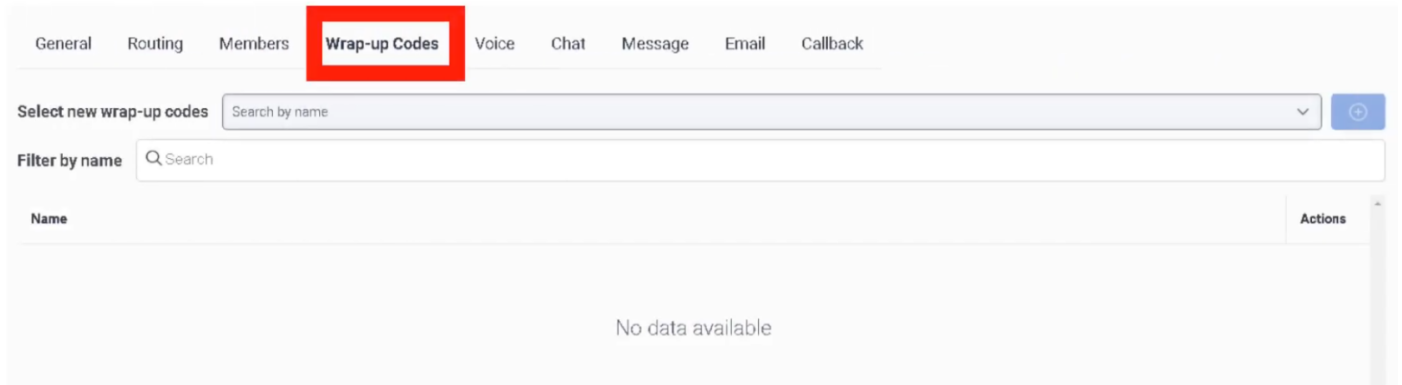 General Routing Members Wrap-up Codes Voice Chat Message Email Callback
Select new wrap-up codes Search by name
Filter by name Search
Name Actions
No data available